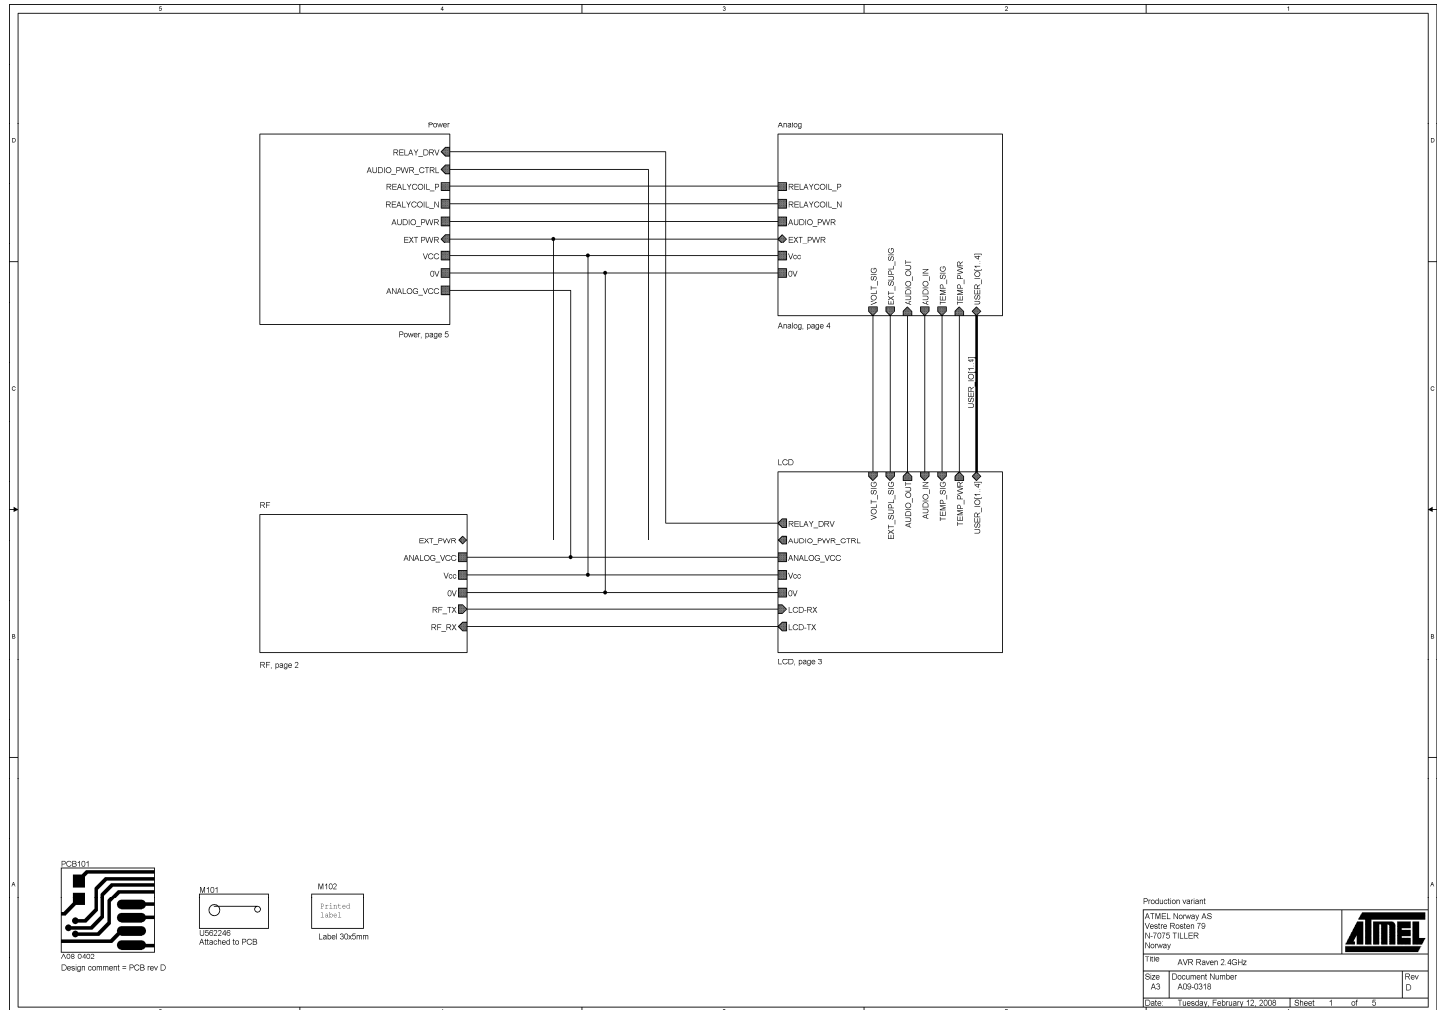 5 4 3 2 1
D D
C C
B B
A A
Power
RELAY_DRV
AUDIO_PWR_CTRL
REALYCOIL_P
REALYCOIL_N
AUDIO_PWR
EXT PWR
VCC
0V
ANALOG_VCC
Power, page 5
Analog
RELAYCOIL_P
RELAYCOIL_N
AUDIO_PWR
EXT_PWR
Vcc
0V
VOLT_SIG
EXT_SUPL_SIG
AUDIO_OUT
AUDIO_IN
TEMP_SIG
TEMP_PWR
USER_IO[1..4]
Analog, page 4
USER_IO[1..4]
LCD
VOLT_SIG
EXT_SUPL_SIG
AUDIO_OUT
AUDIO_IN
TEMP_SIG
TEMP_PWR
USER_IO[1..4]
RELAY_DRV
AUDIO_PWR_CTRL
ANALOG_VCC
Vcc
0V
LCD-RX
LCD-TX
LCD, page 3
RF
EXT_PWR
ANALOG_VCC
Vcc
0V
RF_TX
RF_RX
RF, page 2
PCB101
A08-0402
Design comment = PCB rev D
M101
U562246
Attached to PCB
M102
Printed
label
Label 30x5mm
Production variant
ATMEL Norway AS
Vestre Rosten 79
N-7075 TILLER
Norway
ATMEL
Title
AVR Raven 2.4GHz
Size Document Number Rev
A3 A09-0318 D
Date: Tuesday, February 12, 2008 Sheet 1 of 5